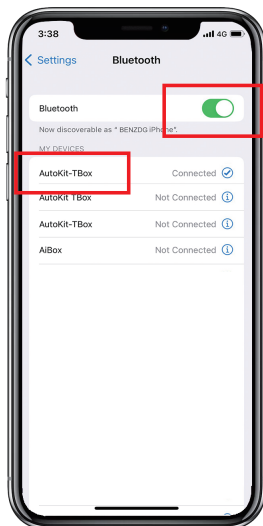 3:38 4G
Settings Bluetooth
Bluetooth
Now discoverable as " BENZDG iPhone".
MY DEVICES
AutoKit-TBox Connected
AutoKit TBox Not Connected
AutoKit-TBox Not Connected
AiBox Not Connected